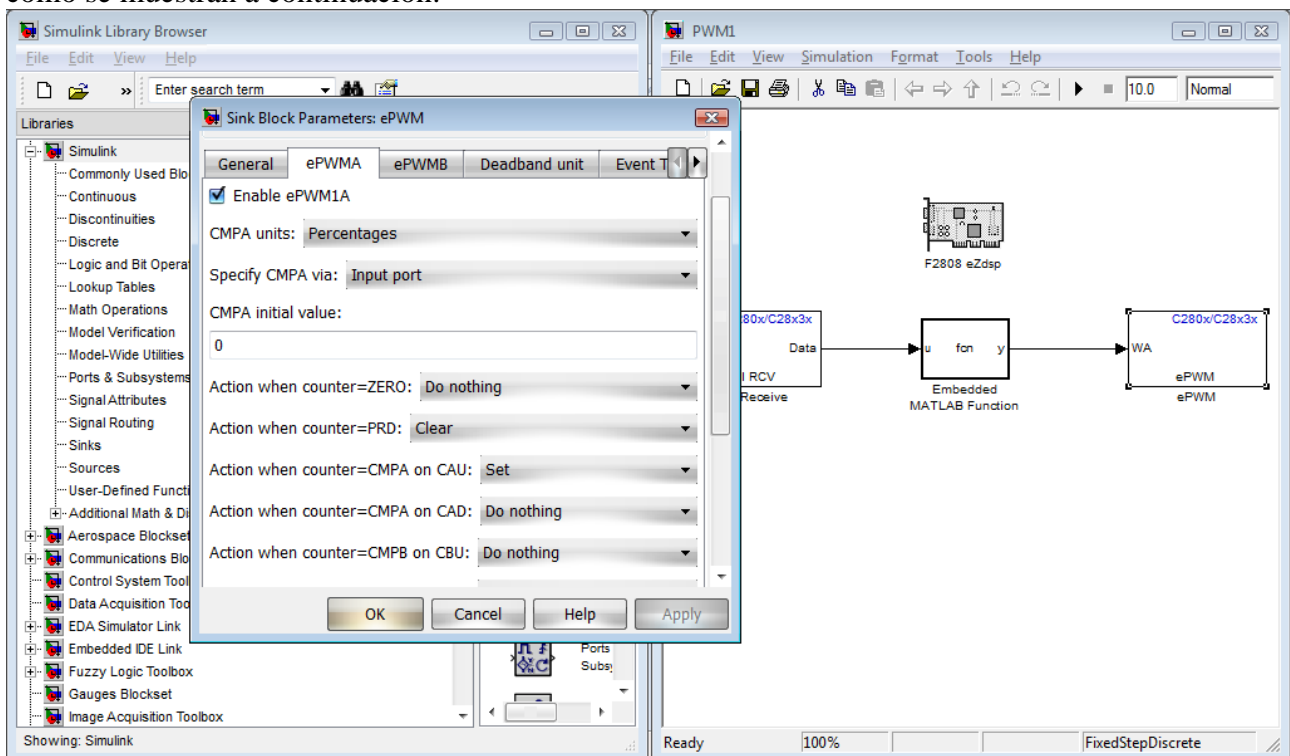 como se muestran a continuación:
Simulink Library Browser
File Edit View Help
» Enter search term
Libraries
Simulink
Commonly Used Blo
Continuous
Discontinuities
Discrete
Logic and Bit Opera
Lookup Tables
Math Operations
Model Verification
Model-Wide Utilities
Ports & Subsystems
Signal Attributes
Signal Routing
Sinks
Sources
User-Defined Functi
Additional Math & Di
Aerospace Blockset
Communications Blo
Control System Tool
Data Acquisition Too
EDA Simulator Link
Embedded IDE Link
Fuzzy Logic Toolbox
Gauges Blockset
Image Acquisition Toolbox
Showing: Simulink
Ports
Subsy
Sink Block Parameters: ePWM
General ePWMA ePWMB Deadband unit Event T
Enable ePWM1A
CMPA units: Percentages
Specify CMPA via: Input port
CMPA initial value:
0
Action when counter=ZERO: Do nothing
Action when counter=PRD: Clear
Action when counter=CMPA on CAU: Set
Action when counter=CMPA on CAD: Do nothing
Action when counter=CMPB on CBU: Do nothing
OK Cancel Help Apply
PWM1
File Edit View Simulation Format Tools Help
10.0 Normal
F2808 eZdsp
80x/C28x3x
Data
I RCV
Receive
u fcn y
Embedded
MATLAB Function
C280x/C28x3x
WA
ePWM
ePWM
Ready 100% FixedStepDiscrete